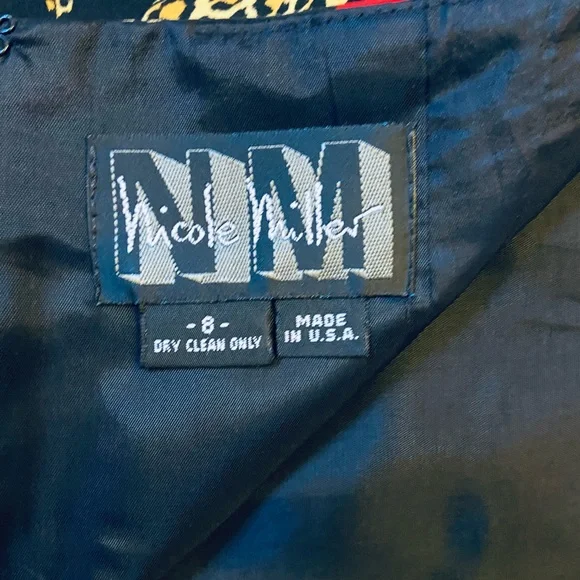 NM
Nicole Miller
- 8 -
DRY CLEAN ONLY
MADE
IN U.S.A.